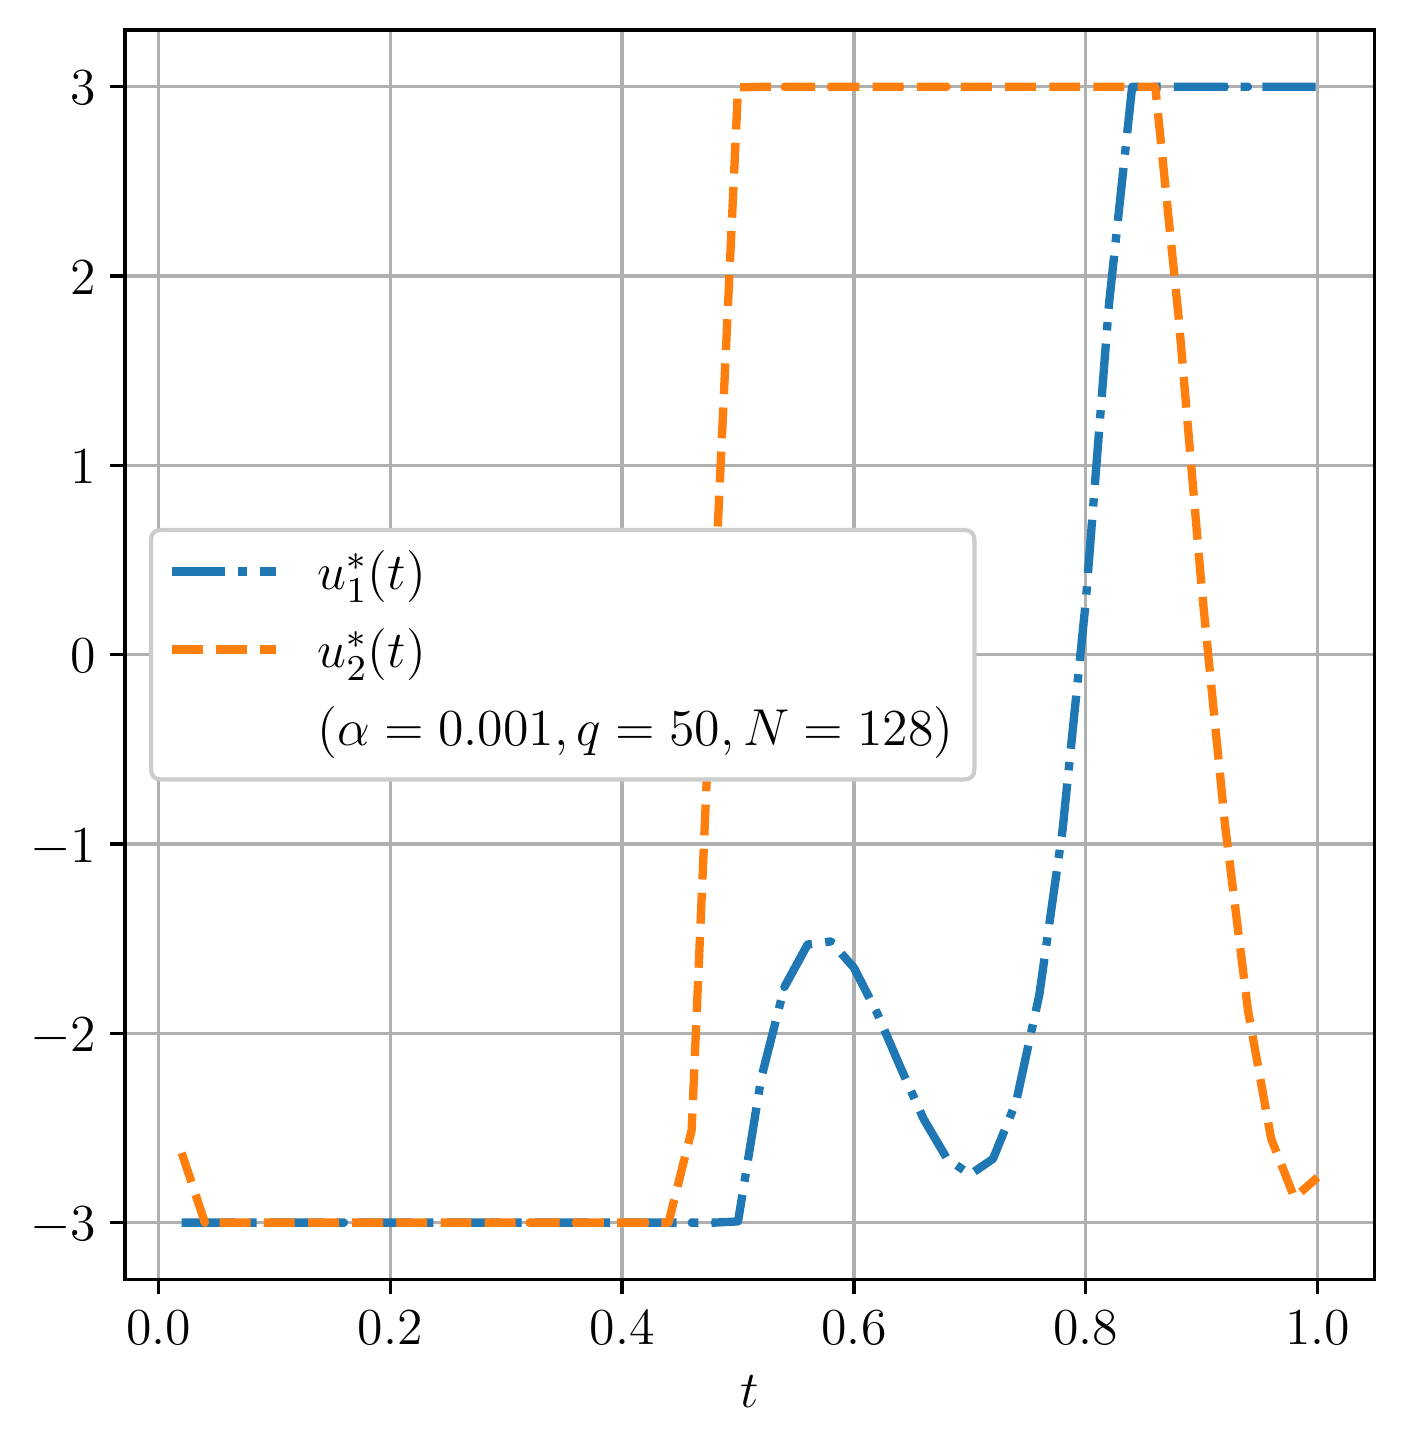 3
2
1
0
−1
−2
−3
u₁*(t)
u₂*(t)
(α = 0.001, q = 50, N = 128)
0.0 0.2 0.4 0.6 0.8 1.0
t